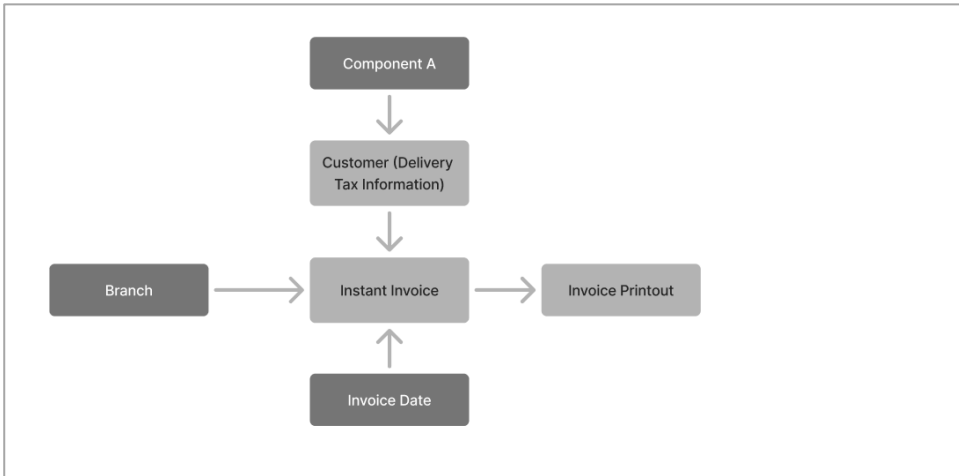 Component A
Customer (Delivery
Tax Information)
Branch
Instant Invoice
Invoice Printout
Invoice Date